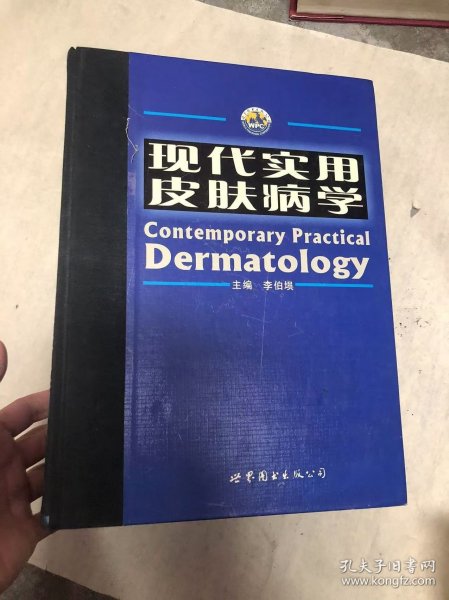 WPC
现代实用
皮肤病学
Contemporary Practical
Dermatology
主编 李伯埙
世界图书出版公司
孔夫子旧书网
www.kongfz.com